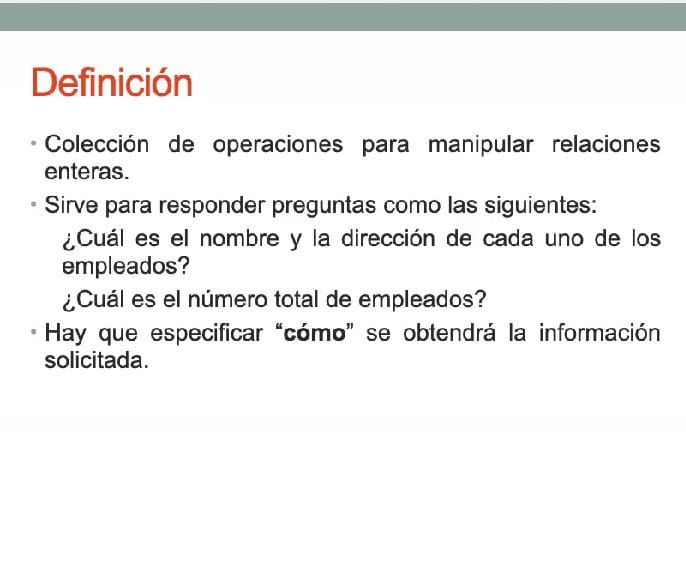 Definición
• Colección de operaciones para manipular relaciones
enteras.
• Sirve para responder preguntas como las siguientes:
¿Cuál es el nombre y la dirección de cada uno de los
empleados?
¿Cuál es el número total de empleados?
• Hay que especificar “cómo” se obtendrá la información
solicitada.